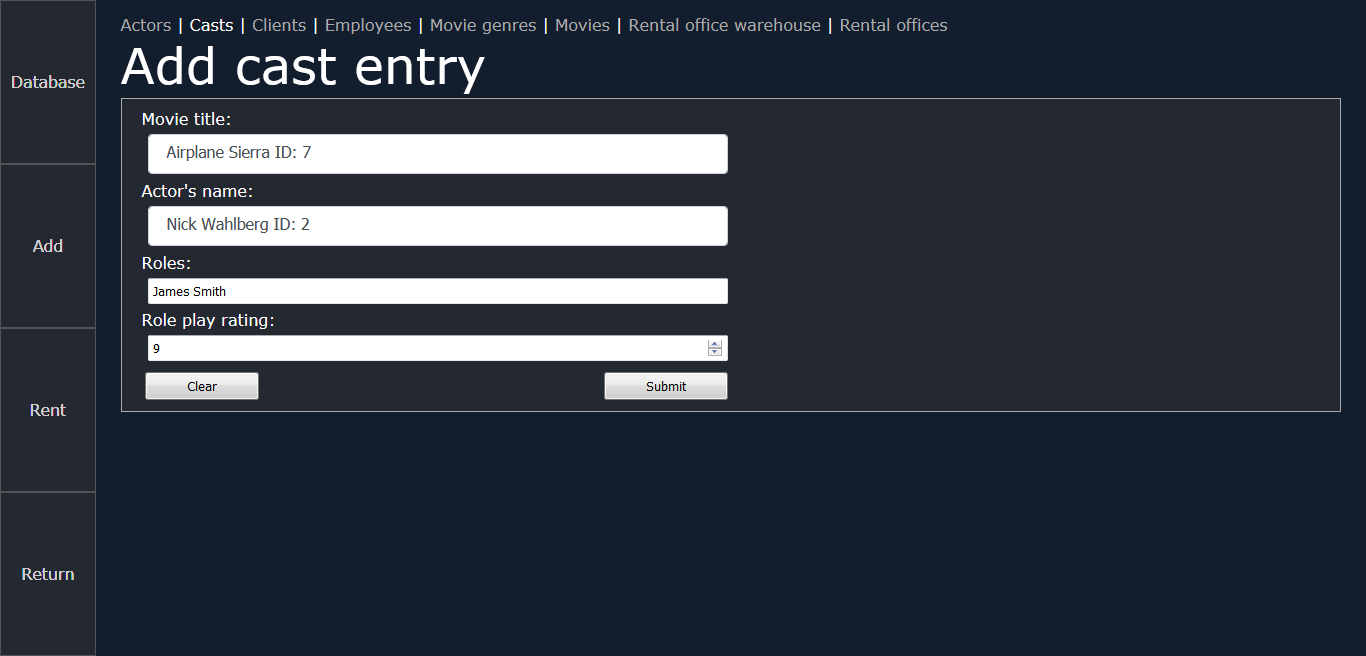 Actors | Casts | Clients | Employees | Movie genres | Movies | Rental office warehouse | Rental offices
Add cast entry
Database
Add
Rent
Return
Movie title:
Airplane Sierra ID: 7
Actor's name:
Nick Wahlberg ID: 2
Roles:
James Smith
Role play rating:
9
Clear Submit